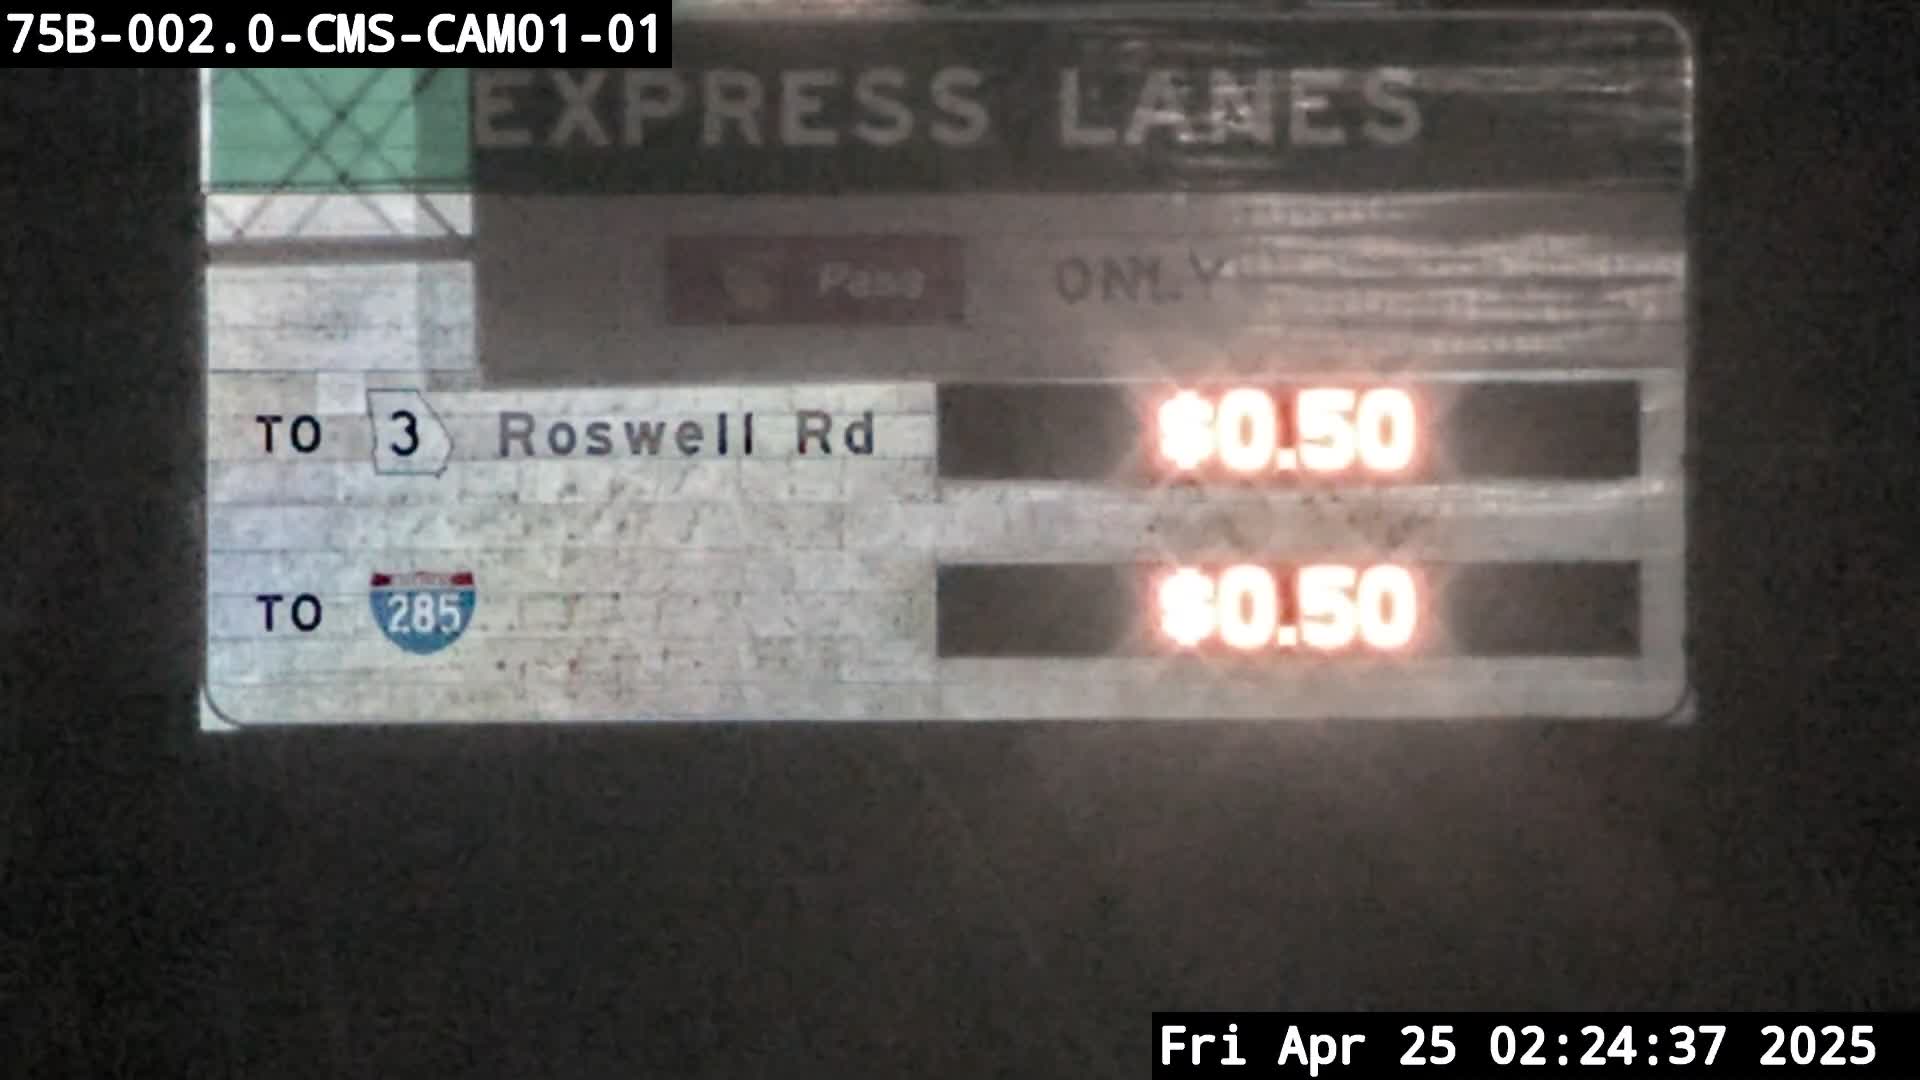 75B-002.0-CMS-CAM01-01
EXPRESS LANES
Pass ONLY
TO 3 Roswell Rd $0.50
TO 285 $0.50
Fri Apr 25 02:24:37 2025